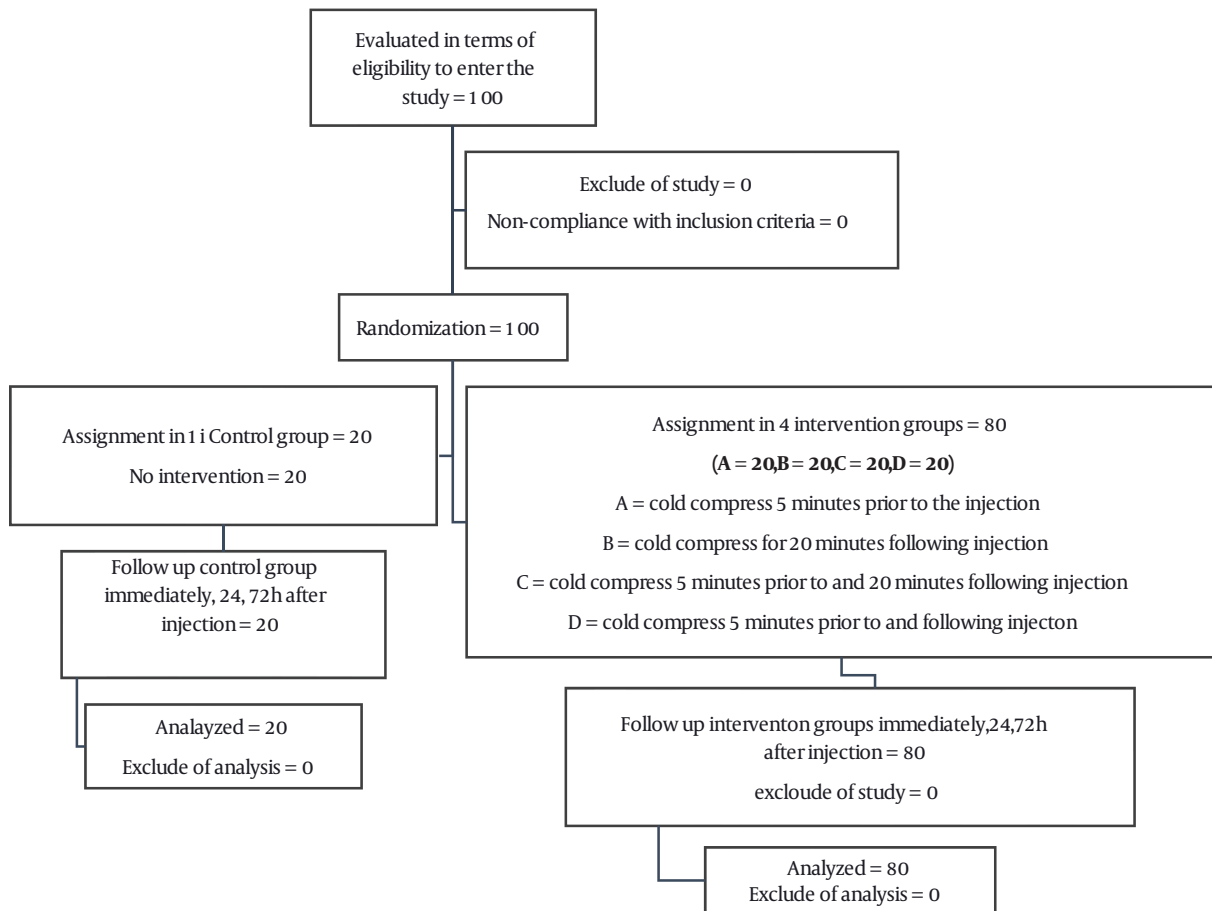 Evaluated in terms of
eligibility to enter the
study = 100
Exclude of study = 0
Non-compliance with inclusion criteria = 0
Randomization = 100
Assignment in 1 i Control group = 20
No intervention = 20
Follow up control group
immediately, 24, 72h after
injection = 20
Analayzed = 20
Exclude of analysis = 0
Assignment in 4 intervention groups = 80
(A = 20,B = 20,C = 20,D = 20)
A = cold compress 5 minutes prior to the injection
B = cold compress for 20 minutes following injection
C = cold compress 5 minutes prior to and 20 minutes following injection
D = cold compress 5 minutes prior to and following injecton
Follow up interventon groups immediately,24,72h
after injection = 80
excloude of study = 0
Analyzed = 80
Exclude of analysis = 0